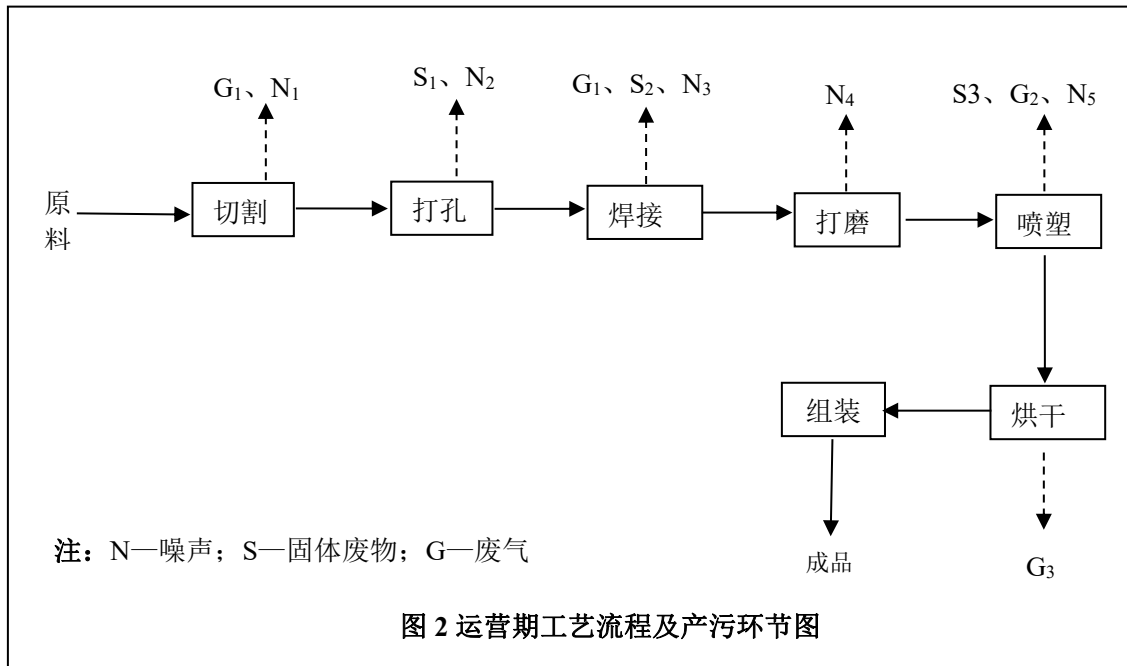 G₁、N₁
S₁、N₂
G₁、S₂、N₃
N₄
S3、G₂、N₅
原
料
切割
打孔
焊接
打磨
喷塑
组装
烘干
注：N—噪声；S—固体废物；G—废气
成品
G₃
图 2 运营期工艺流程及产污环节图